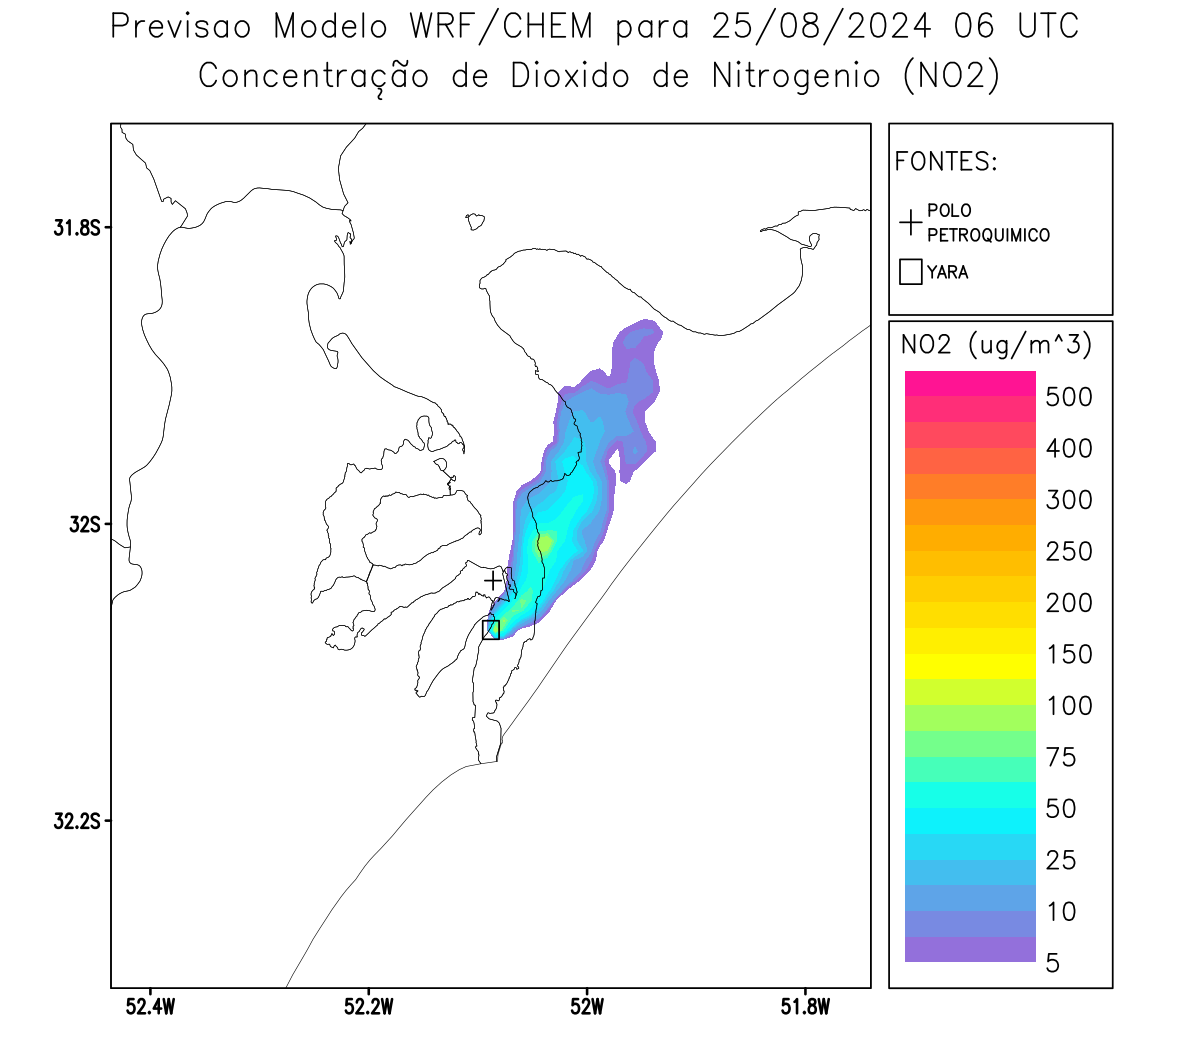 Previsao Modelo WRF/CHEM para 25/08/2024 06 UTC
Concentração de Dioxido de Nitrogenio (NO2)
FONTES:
POLO
PETROQUIMICO
YARA
NO2 (ug/m^3)
500
400
300
250
200
150
100
75
50
25
10
5
31.8S
32S
32.2S
52.4W
52.2W
52W
51.8W